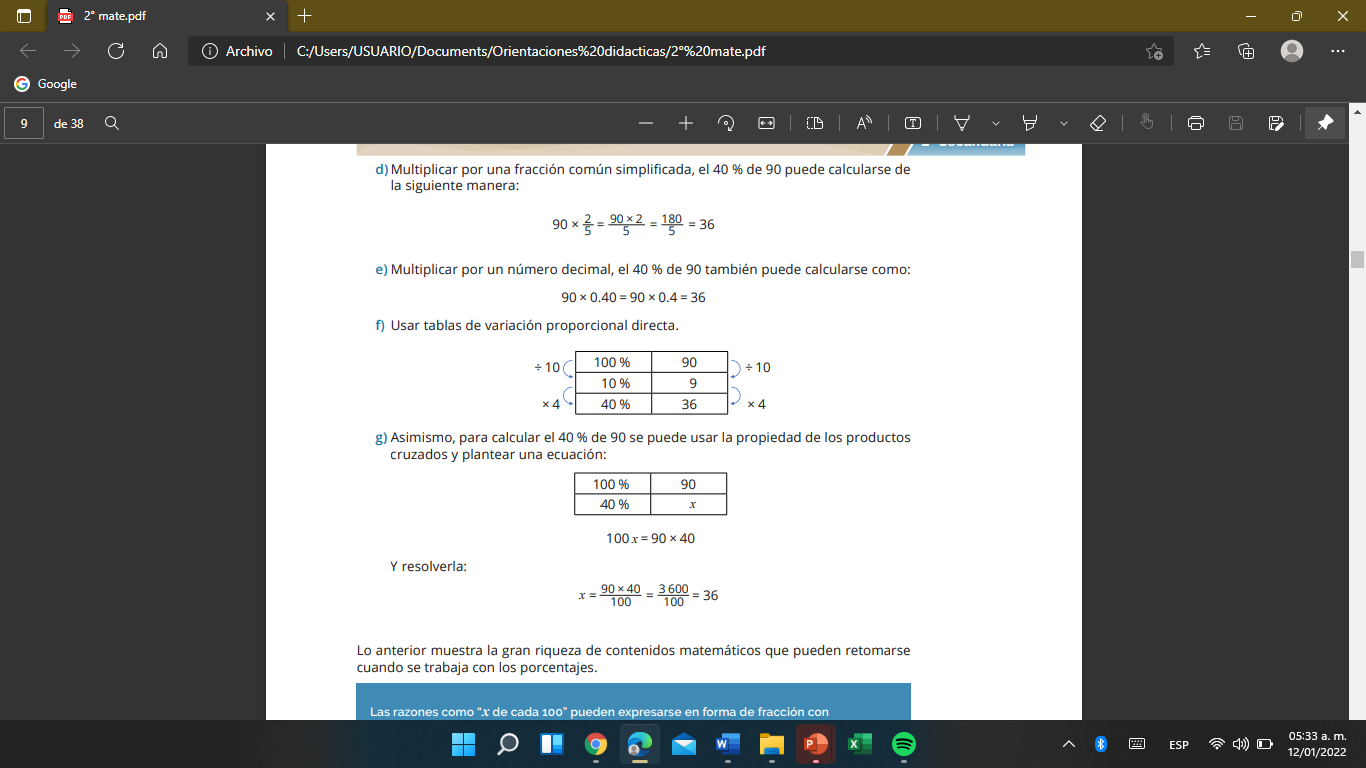 2° mate.pdf
Archivo
C:/Users/USUARIO/Documents/Orientaciones%20didacticas/2°%20mate.pdf
Google
9 de 38
d) Multiplicar por una fracción común simplificada, el 40 % de 90 puede calcularse de
la siguiente manera:
90 × 2/5 = 90 × 2/5 = 180/5 = 36
e) Multiplicar por un número decimal, el 40 % de 90 también puede calcularse como:
90 × 0.40 = 90 × 0.4 = 36
f) Usar tablas de variación proporcional directa.
÷ 10 100 % 90 ÷ 10
10 % 9
× 4 40 % 36 × 4
g) Asimismo, para calcular el 40 % de 90 se puede usar la propiedad de los productos
cruzados y plantear una ecuación:
100 % 90
40 % x
100 x = 90 × 40
Y resolverla:
x = 90 × 40/100 = 3 600/100 = 36
Lo anterior muestra la gran riqueza de contenidos matemáticos que pueden retomarse
cuando se trabaja con los porcentajes.
Las razones como “x de cada 100” pueden expresarse en forma de fracción con
ESP
05:33 a. m.
12/01/2022